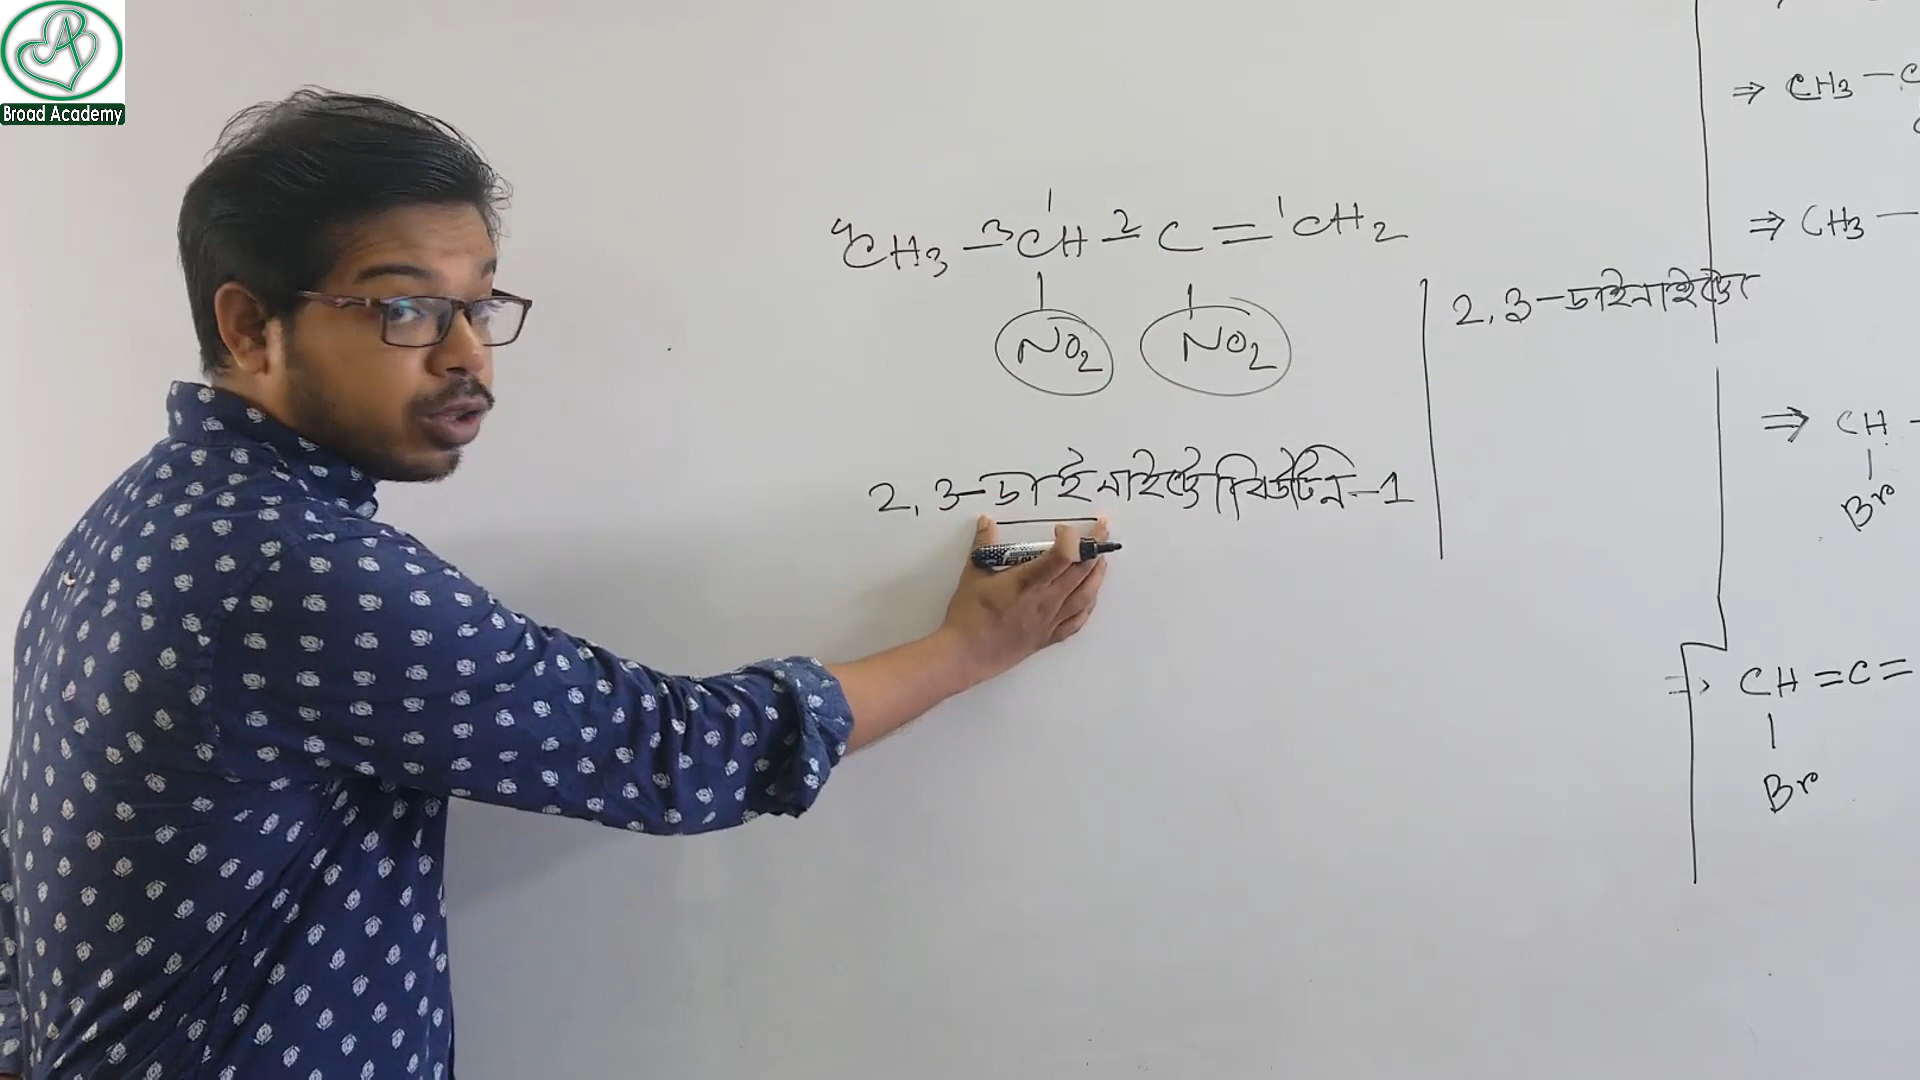 Broad Academy
4CH3 – 3CH – 2C = 1CH2
NO2 NO2
2,3-ডাইনাইট্রোবিউটিন-1
2,3-ডাইনাইট্রো
⇒ CH3 – C
⇒ CH3 –
⇒ CH -
Br
⇒ CH = C =
Br